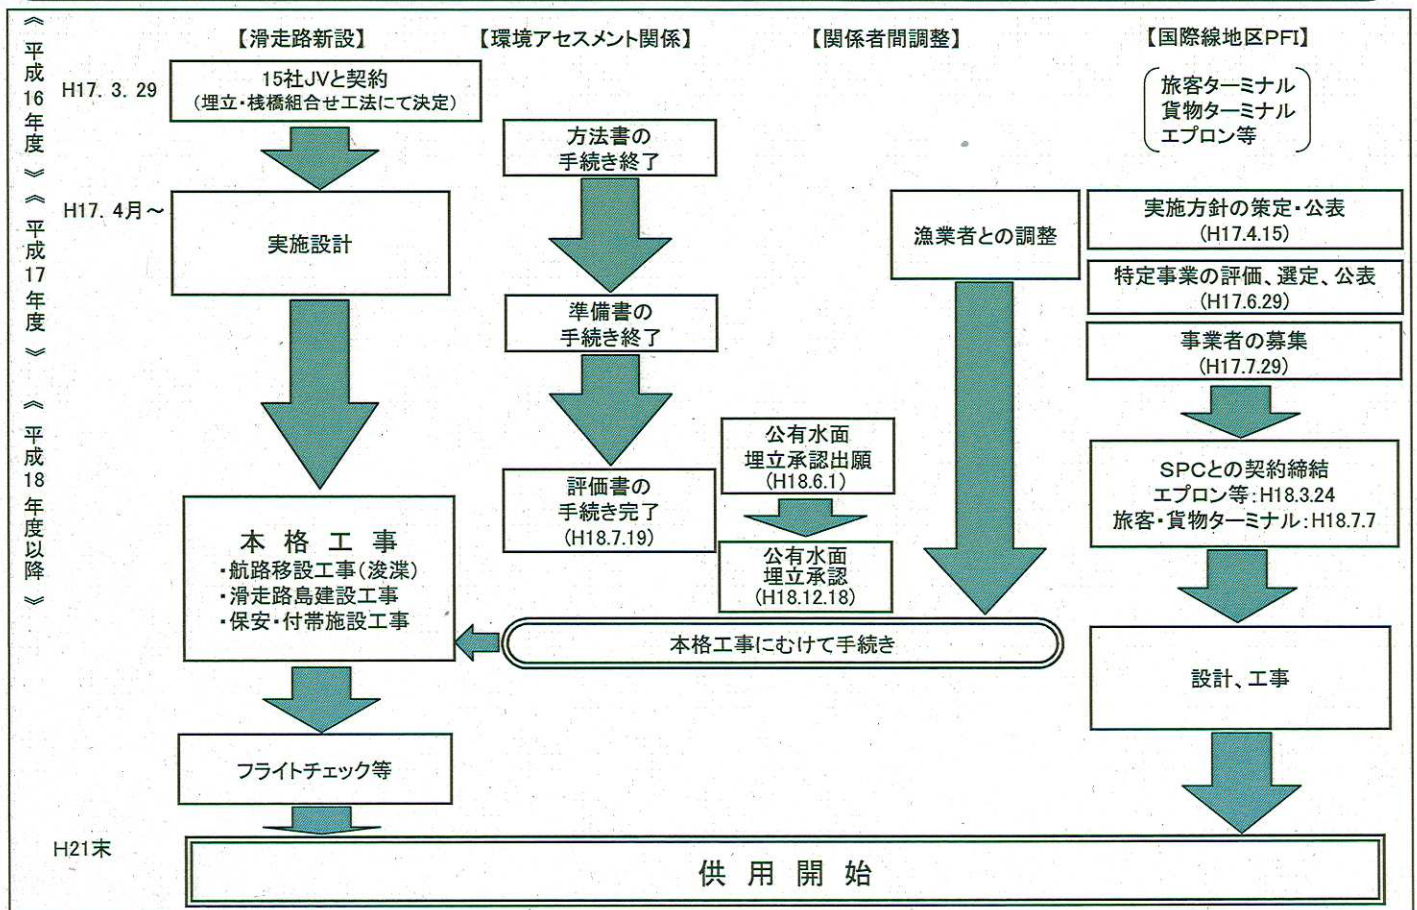 《平成16年度》
《平成17年度》
《平成18年度以降》
【滑走路新設】
H17. 3. 29
15社JVと契約
(埋立・桟橋組合せ工法にて決定)
H17. 4月～
実施設計
本格工事
・航路移設工事(浚渫)
・滑走路島建設工事
・保安・付帯施設工事
フライトチェック等
【環境アセスメント関係】
方法書の
手続き終了
準備書の
手続き終了
評価書の
手続き完了
(H18.7.19)
【関係者間調整】
漁業者との調整
公有水面
埋立承認出願
(H18.6.1)
公有水面
埋立承認
(H18.12.18)
本格工事にむけて手続き
【国際線地区PFI】
旅客ターミナル
貨物ターミナル
エプロン等
実施方針の策定・公表
(H17.4.15)
特定事業の評価、選定、公表
(H17.6.29)
事業者の募集
(H17.7.29)
SPCとの契約締結
エプロン等:H18.3.24
旅客・貨物ターミナル:H18.7.7
設計、工事
H21末
供用開始